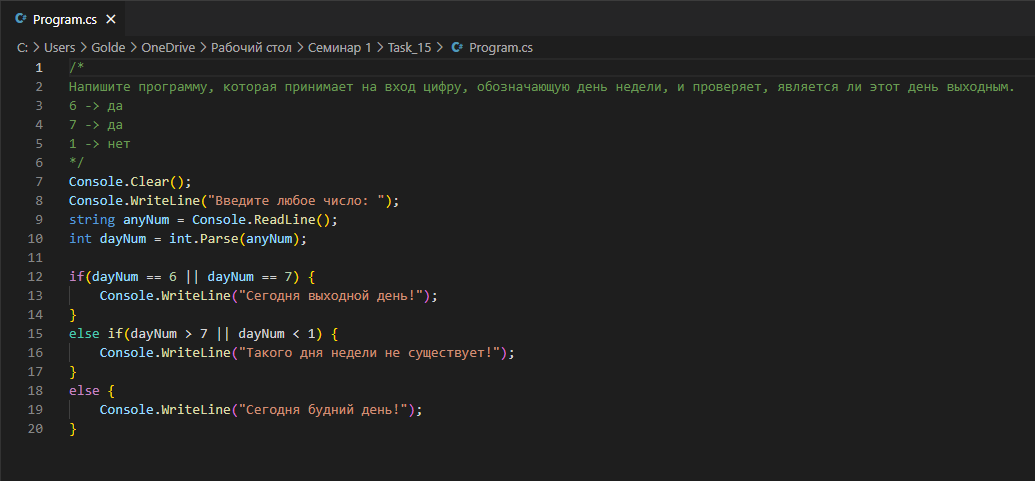 Program.cs
C: > Users > Golde > OneDrive > Рабочий стол > Семинар 1 > Task_15 > Program.cs
1 /*
2 Напишите программу, которая принимает на вход цифру, обозначающую день недели, и проверяет, является ли этот день выходным.
3 6 -> да
4 7 -> да
5 1 -> нет
6 */
7 Console.Clear();
8 Console.WriteLine("Введите любое число: ");
9 string anyNum = Console.ReadLine();
10 int dayNum = int.Parse(anyNum);
11
12 if(dayNum == 6 || dayNum == 7) {
13     Console.WriteLine("Сегодня выходной день!");
14 }
15 else if(dayNum > 7 || dayNum < 1) {
16     Console.WriteLine("Такого дня недели не существует!");
17 }
18 else {
19     Console.WriteLine("Сегодня будний день!");
20 }